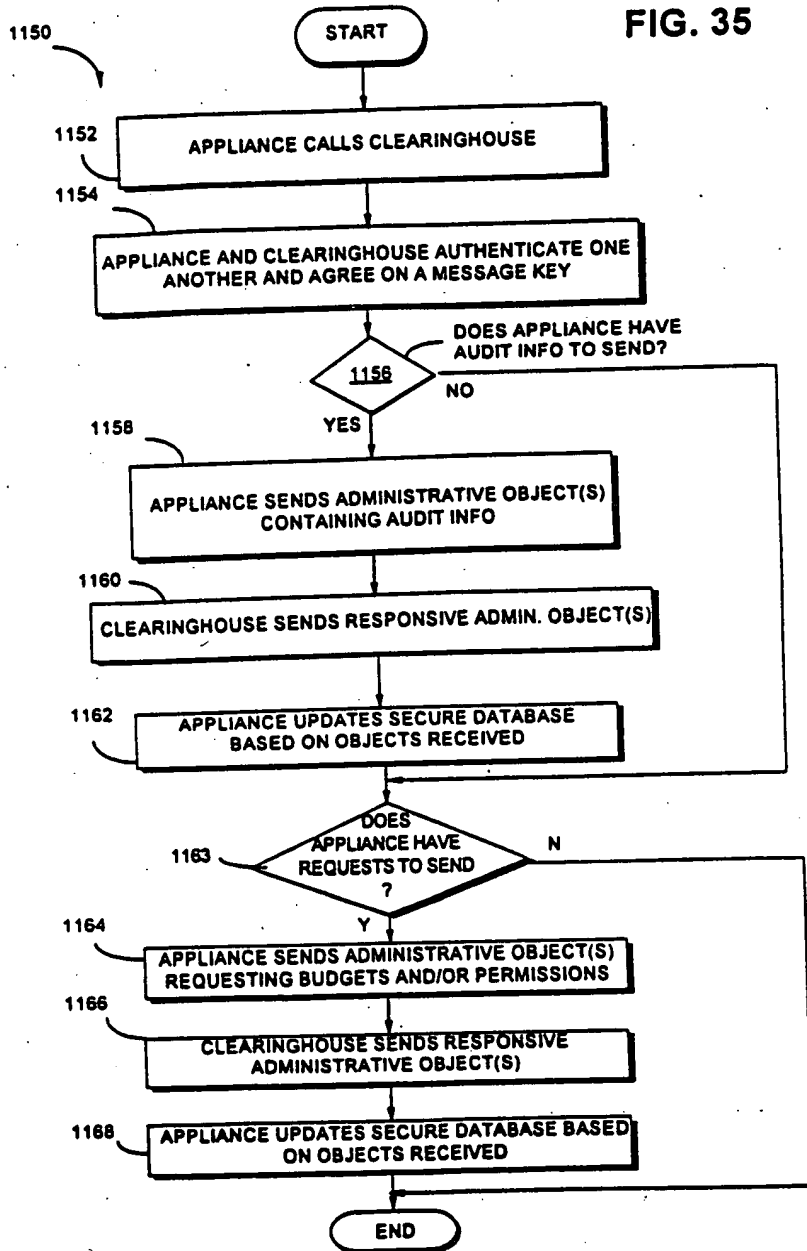 FIG. 35
1150
START
1152
APPLIANCE CALLS CLEARINGHOUSE
1154
APPLIANCE AND CLEARINGHOUSE AUTHENTICATE ONE
ANOTHER AND AGREE ON A MESSAGE KEY
DOES APPLIANCE HAVE
AUDIT INFO TO SEND?
1156
NO
YES
1158
APPLIANCE SENDS ADMINISTRATIVE OBJECT(S)
CONTAINING AUDIT INFO
1160
CLEARINGHOUSE SENDS RESPONSIVE ADMIN. OBJECT(S)
1162
APPLIANCE UPDATES SECURE DATABASE
BASED ON OBJECTS RECEIVED
1163
DOES
APPLIANCE HAVE
REQUESTS TO SEND
?
N
Y
1164
APPLIANCE SENDS ADMINISTRATIVE OBJECT(S)
REQUESTING BUDGETS AND/OR PERMISSIONS
1166
CLEARINGHOUSE SENDS RESPONSIVE
ADMINISTRATIVE OBJECT(S)
1168
APPLIANCE UPDATES SECURE DATABASE BASED
ON OBJECTS RECEIVED
END